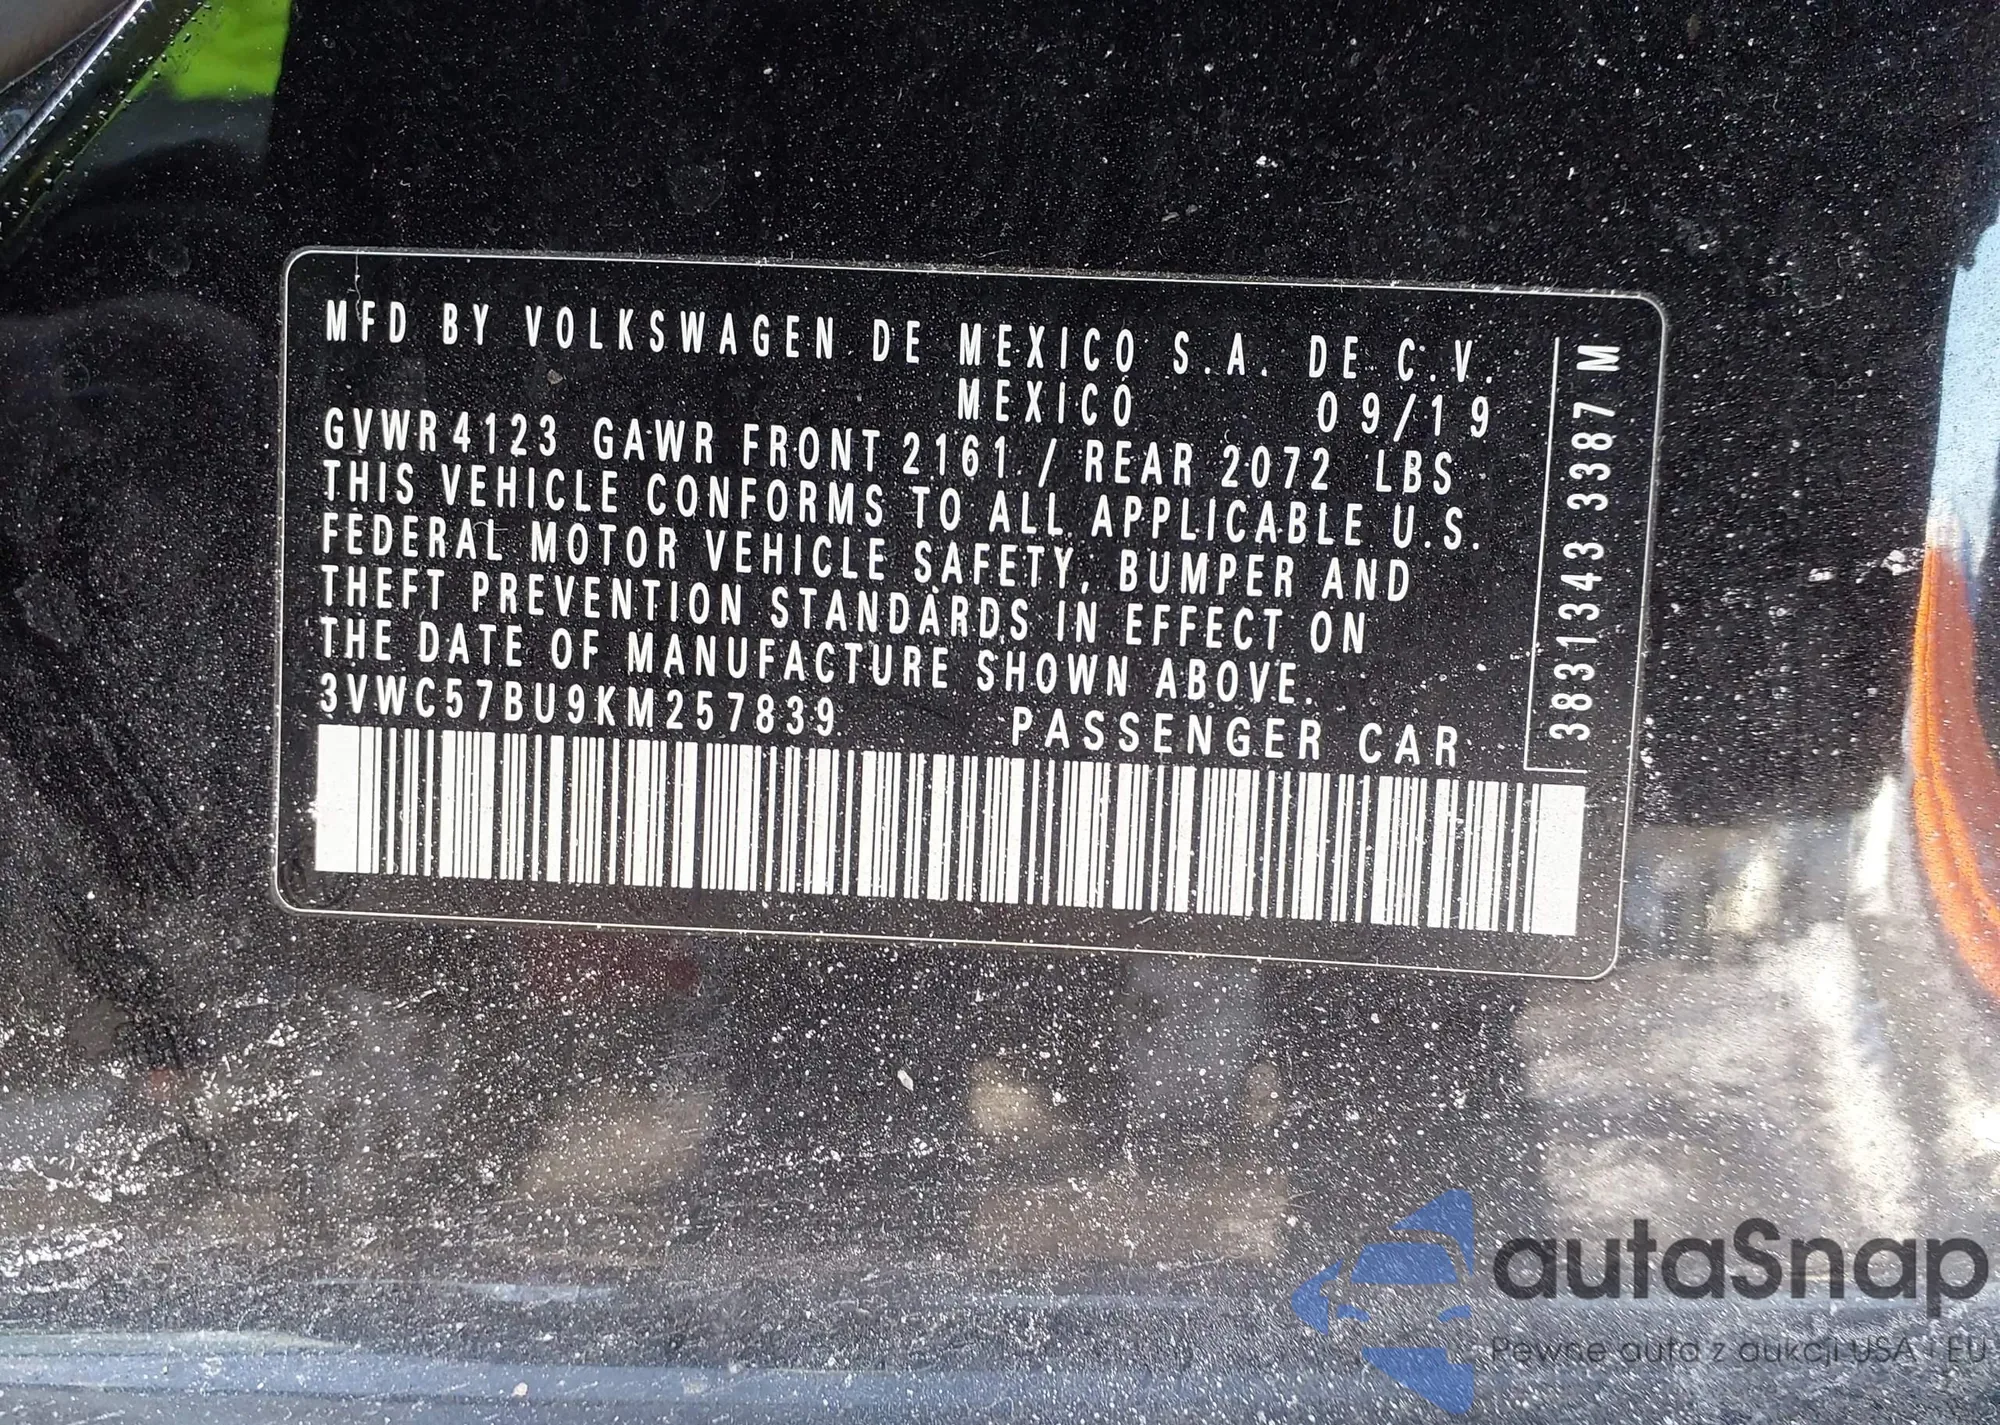 MFD BY VOLKSWAGEN DE MEXICO S.A. DE C.V.
MEXICO 09/19
GVWR 4123 GAWR FRONT 2161 / REAR 2072 LBS
THIS VEHICLE CONFORMS TO ALL APPLICABLE U.S.
FEDERAL MOTOR VEHICLE SAFETY, BUMPER AND
THEFT PREVENTION STANDARDS IN EFFECT ON
THE DATE OF MANUFACTURE SHOWN ABOVE.
3VWC57BU9KM257839 PASSENGER CAR
3831343 3387 M
autaSnap
Pewne auta z aukcji USA i EU